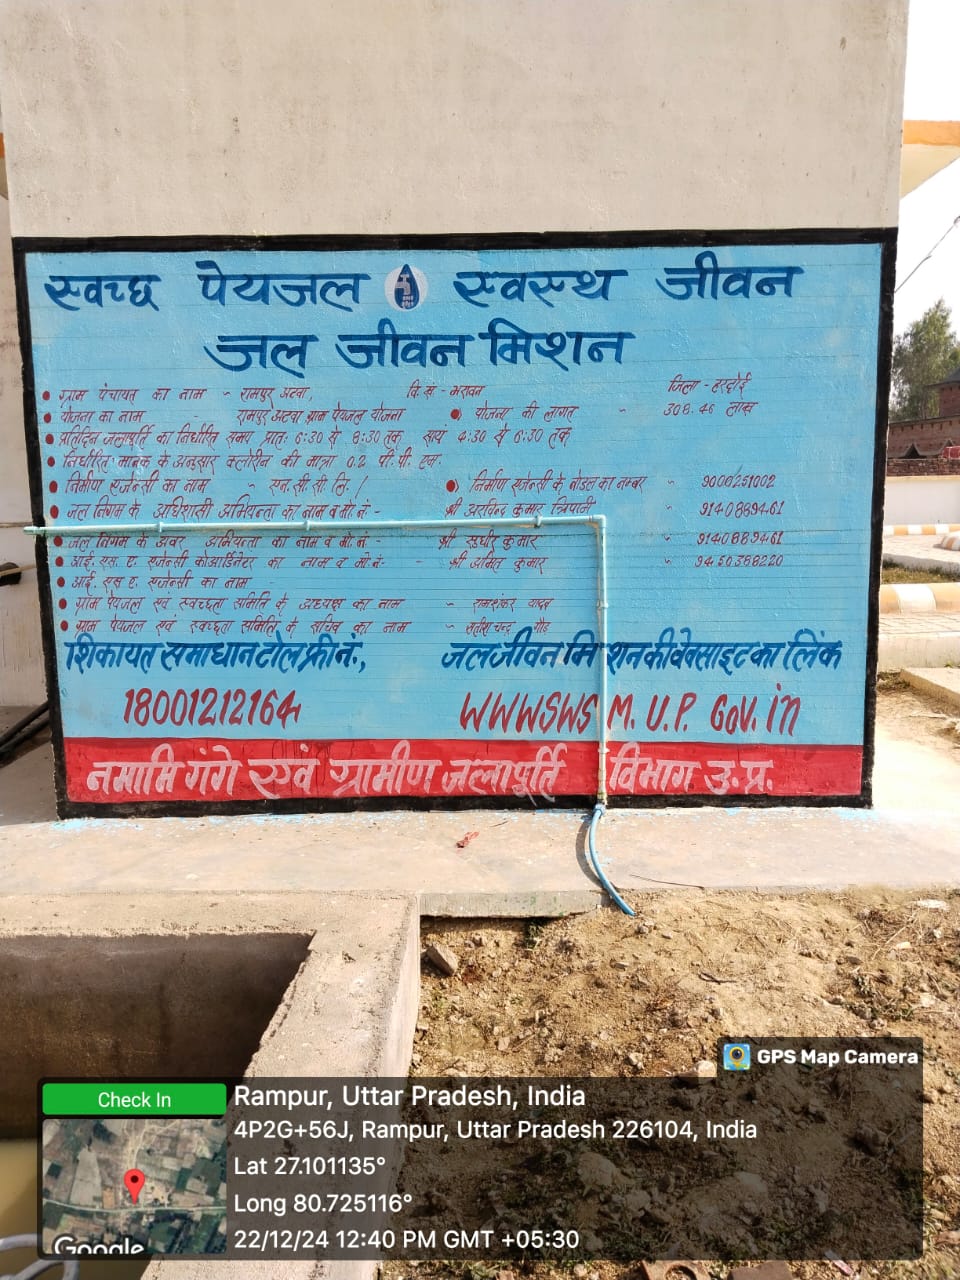 स्वच्छ पेयजल स्वस्थ जीवन
जल जीवन मिशन
ग्राम पंचायत का नाम ~ रामपुर अटवा, वि.ख.-भरावन जिला-हरदोई
योजना का नाम - रामपुर अटवा ग्राम पेयजल योजना योजना की लागत ~ 308.46 लाख
प्रतिदिन जलापूर्ति का निर्धारित समय प्रातः 6:30 से 8:30 तक सायं 4:30 से 6:30 तक
निर्धारित मानक के अनुसार क्लोरीन की मात्रा 0.2 पी.पी. एम.
निर्माण एजेन्सी का नाम ~ एन.सी.सी लि./ निर्माण एजेन्सी के नोडल का नम्बर ~ 9000251002
जल निगम के अधिशासी अभियन्ता का नाम व मो.नं- श्री अरविन्द कुमार त्रिपाठी 9140889461
जल निगम के अवर अभियंता का नाम व मो.नं.- श्री सुधीर कुमार ~ 9140889461
आई.एस.ए. एजेन्सी कोआर्डिनेटर का नाम व मो.नं. - श्री अमित कुमार ~ 9450388220
आई.एस.ए. एजेन्सी का नाम -
ग्राम पेयजल एवं स्वच्छता समिति के अध्यक्ष का नाम ~ रामशंकर यादव
ग्राम पेयजल एवं स्वच्छता समिति के सचिव का नाम ~ सतीश चन्द्र गौड़
शिकायत समाधान टोल फ्री नं., जल जीवन मिशन की वेबसाइट का लिंक
18001212164 WWWSWSM.U.P. GoV.in
नमामि गंगे एवं ग्रामीण जलापूर्ति विभाग उ.प्र.
GPS Map Camera
Check In
Rampur, Uttar Pradesh, India
4P2G+56J, Rampur, Uttar Pradesh 226104, India
Lat 27.101135°
Long 80.725116°
22/12/24 12:40 PM GMT +05:30
Google